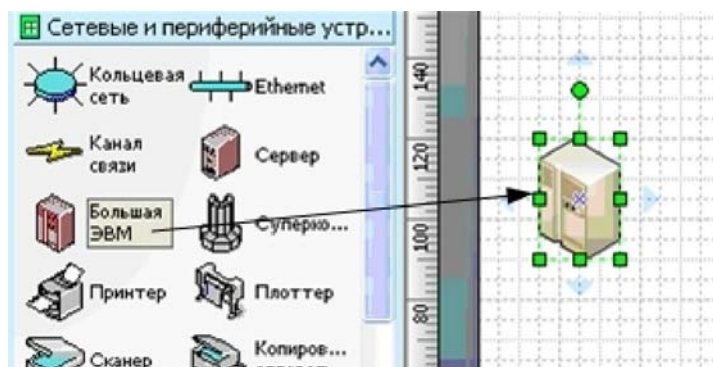 Сетевые и периферийные устр...
Кольцевая
сеть
Ethernet
Канал
связи
Сервер
Большая
ЭВМ
Суперко...
Принтер
Плоттер
Сканер
Копиров...
140
120
100
80